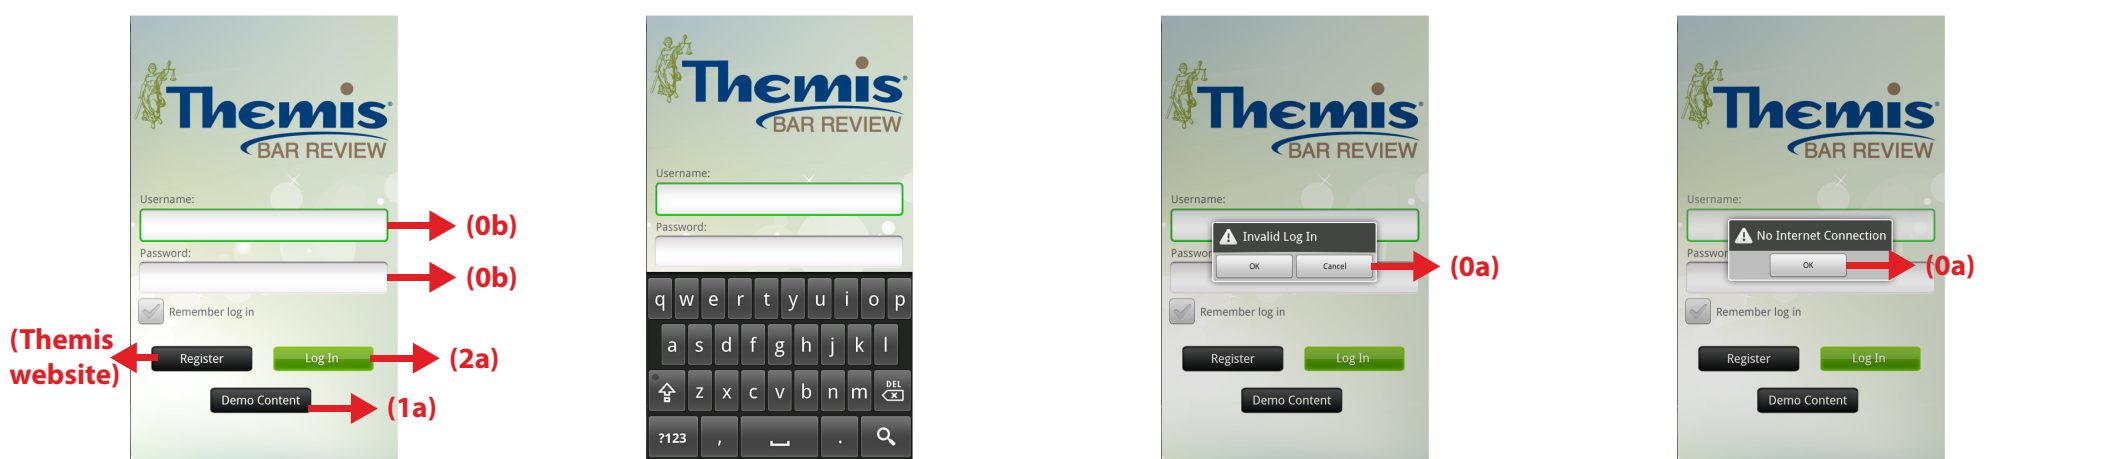 Themis®
BAR REVIEW
Username:
(0b)
Password:
(0b)
Remember log in
(Themis
website)
Register
Log In
(2a)
Demo Content
(1a)
Themis®
BAR REVIEW
Username:
Password:
q w e r t y u i o p
a s d f g h j k l
z x c v b n m DEL
?123 , .
Themis®
BAR REVIEW
Username:
Invalid Log In
Passwor
OK Cancel
(0a)
Remember log in
Register Log In
Demo Content
Themis®
BAR REVIEW
Username:
No Internet Connection
Passwor
OK
(0a)
Remember log in
Register Log In
Demo Content